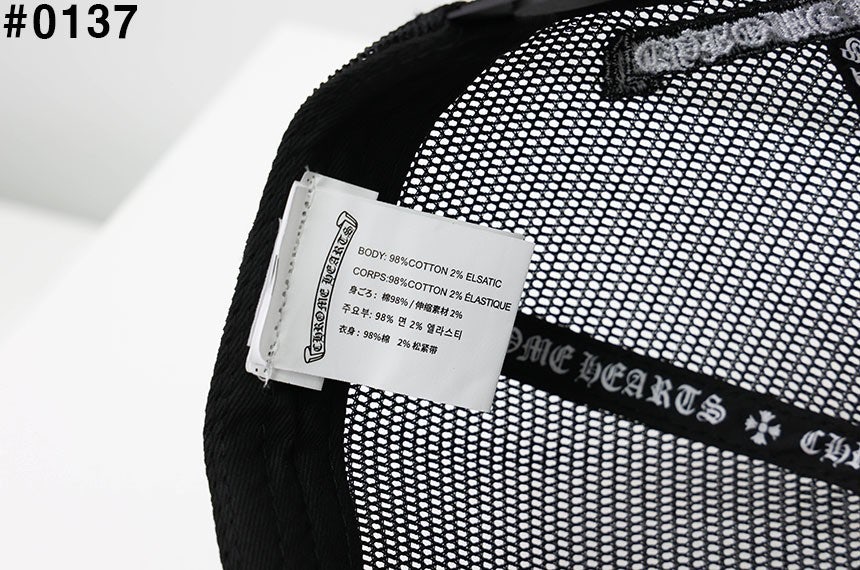 #0137
CHROME HEARTS
BODY: 98%COTTON 2% ELSATIC
CORPS:98%COTTON 2% ÉLASTIQUE
身ごろ：棉98% / 伸缩素材 2%
주요부: 98% 면 2% 엘라스티
衣身：98%棉 2% 松紧带
OME HEARTS
CH